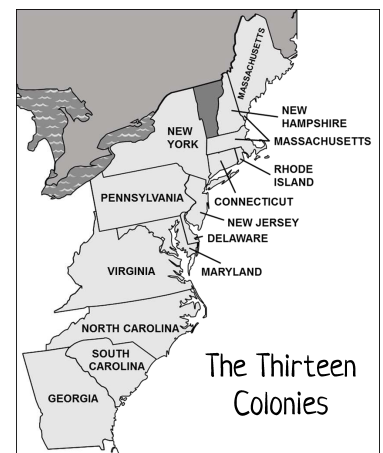 MASSACHUSETTS
NEW
HAMPSHIRE
MASSACHUSETTS
NEW
YORK
RHODE
ISLAND
CONNECTICUT
PENNSYLVANIA
NEW JERSEY
DELAWARE
MARYLAND
VIRGINIA
NORTH CAROLINA
SOUTH
CAROLINA
GEORGIA
The Thirteen
Colonies